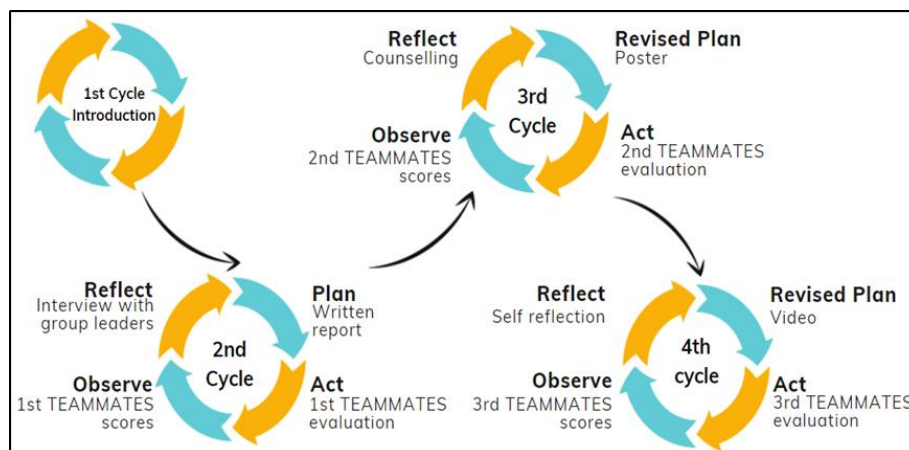 1st Cycle
Introduction
Reflect
Counselling
Revised Plan
Poster
3rd
Cycle
Observe
2nd TEAMMATES
scores
Act
2nd TEAMMATES
evaluation
Reflect
Interview with
group leaders
Plan
Written
report
2nd
Cycle
Observe
1st TEAMMATES
scores
Act
1st TEAMMATES
evaluation
Reflect
Self reflection
Revised Plan
Video
4th
cycle
Observe
3rd TEAMMATES
scores
Act
3rd TEAMMATES
evaluation